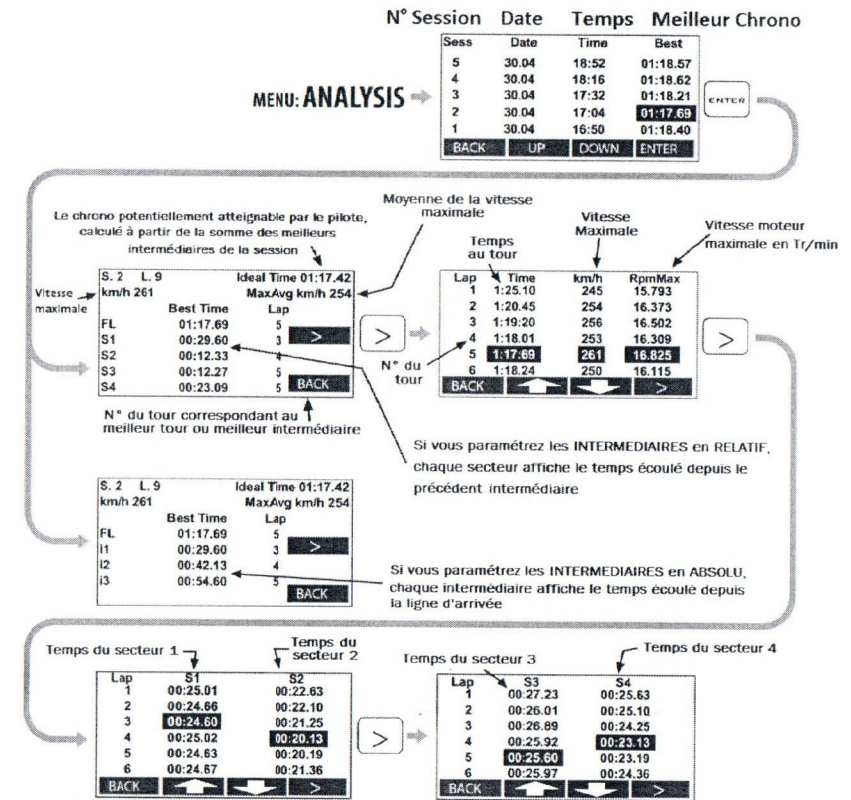 N° Session Date Temps Meilleur Chrono
Sess Date Time Best
5 30.04 18:52 01:18.57
4 30.04 18:16 01:18.62
3 30.04 17:32 01:18.21
2 30.04 17:04 01:17.69
1 30.04 16:50 01:18.40
BACK UP DOWN ENTER
MENU: ANALYSIS
ENTER
Le chrono potentiellement atteignable par le pilote,
calculé à partir de la somme des meilleurs
intermédiaires de la session
Moyenne de la vitesse
maximale
Vitesse
maximale
S. 2 L. 9 Ideal Time 01:17.42
km/h 261 MaxAvg km/h 254
Best Time Lap
FL 01:17.69 5
S1 00:29.60 3
S2 00:12.33 4
S3 00:12.27 5
S4 00:23.09 5
>
BACK
N° du tour correspondant au
meilleur tour ou meilleur intermédiaire
>
Temps
au tour
Vitesse
Maximale
Vitesse moteur
maximale en Tr/min
Lap Time km/h RpmMax
1 1:25.10 245 15.793
2 1:20.45 254 16.373
3 1:19:20 256 16.502
4 1:18.01 253 16.309
5 1:17:69 261 16.825
6 1:18.24 250 16.115
BACK >
N° du
tour
>
Si vous paramétrez les INTERMEDIAIRES en RELATIF,
chaque secteur affiche le temps écoulé depuis le
précédent intermédiaire
S. 2 L. 9 Ideal Time 01:17.42
km/h 261 MaxAvg km/h 254
Best Time Lap
FL 01:17.69 5
i1 00:29.60 3
i2 00:42.13 4
i3 00:54.60 5
>
BACK
Si vous paramétrez les INTERMEDIAIRES en ABSOLU,
chaque intermédiaire affiche le temps écoulé depuis
la ligne d'arrivée
Temps du secteur 1
Temps du
secteur 2
Lap S1 S2
1 00:25.01 00:22.63
2 00:24.66 00:22.10
3 00:24.60 00:21.25
4 00:25.02 00:20.13
5 00:24.63 00:20.19
6 00:24.67 00:21.36
BACK >
>
Temps du secteur 3
Temps du secteur 4
Lap S3 S4
1 00:27.23 00:25.63
2 00:26.01 00:25.10
3 00:26.89 00:24.25
4 00:25.92 00:23.13
5 00:25.60 00:23.19
6 00:25.97 00:24.36
BACK >